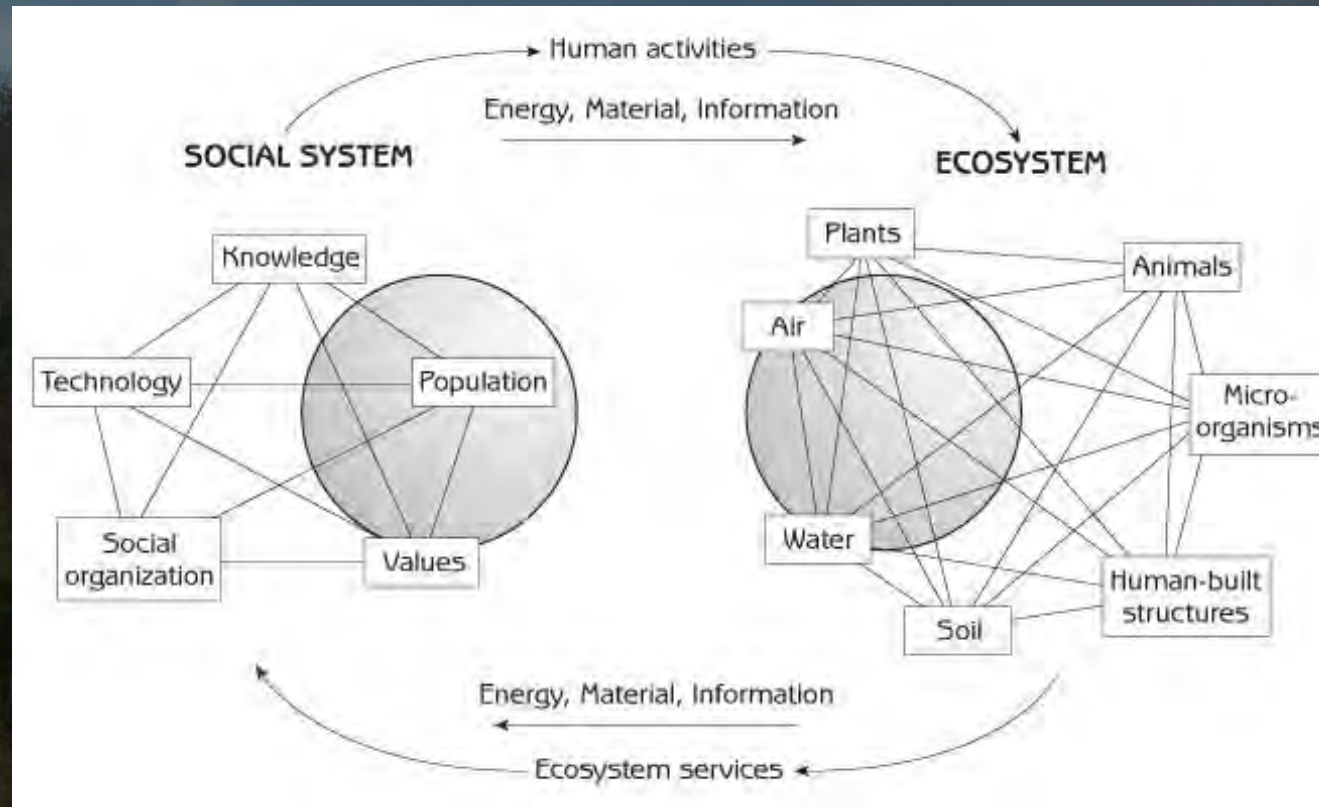 Human activities
Energy, Material, Information
SOCIAL SYSTEM
ECOSYSTEM
Knowledge
Technology
Population
Social
organization
Values
Plants
Animals
Air
Micro-
organisms
Water
Human-built
structures
Soil
Energy, Material, Information
Ecosystem services